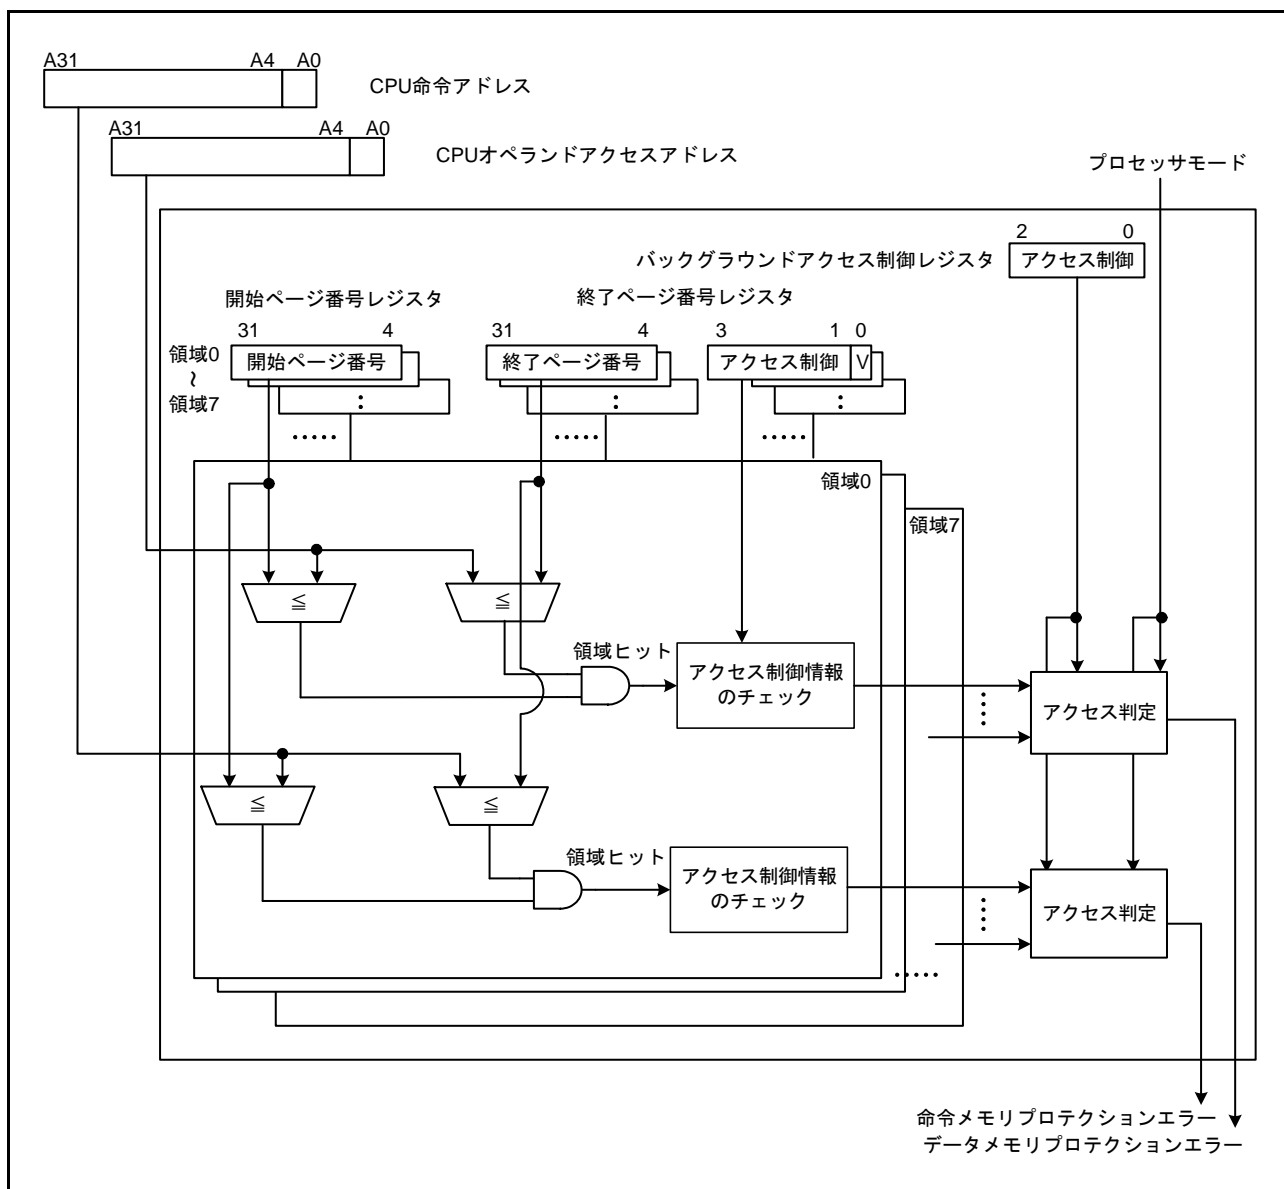 A31 A4 A0
CPU命令アドレス
A31 A4 A0
CPUオペランドアクセスアドレス
プロセッサモード
2 0
バックグラウンドアクセス制御レジスタ
アクセス制御
開始ページ番号レジスタ
終了ページ番号レジスタ
31 4
31 4
3 1 0
領域0
~
領域7
開始ページ番号
終了ページ番号
アクセス制御
V
:
:
:
.....
.....
.....
領域0
領域7
≦
≦
領域ヒット
アクセス制御情報
のチェック
アクセス判定
≦
≦
領域ヒット
アクセス制御情報
のチェック
アクセス判定
.....
命令メモリプロテクションエラー
データメモリプロテクションエラー